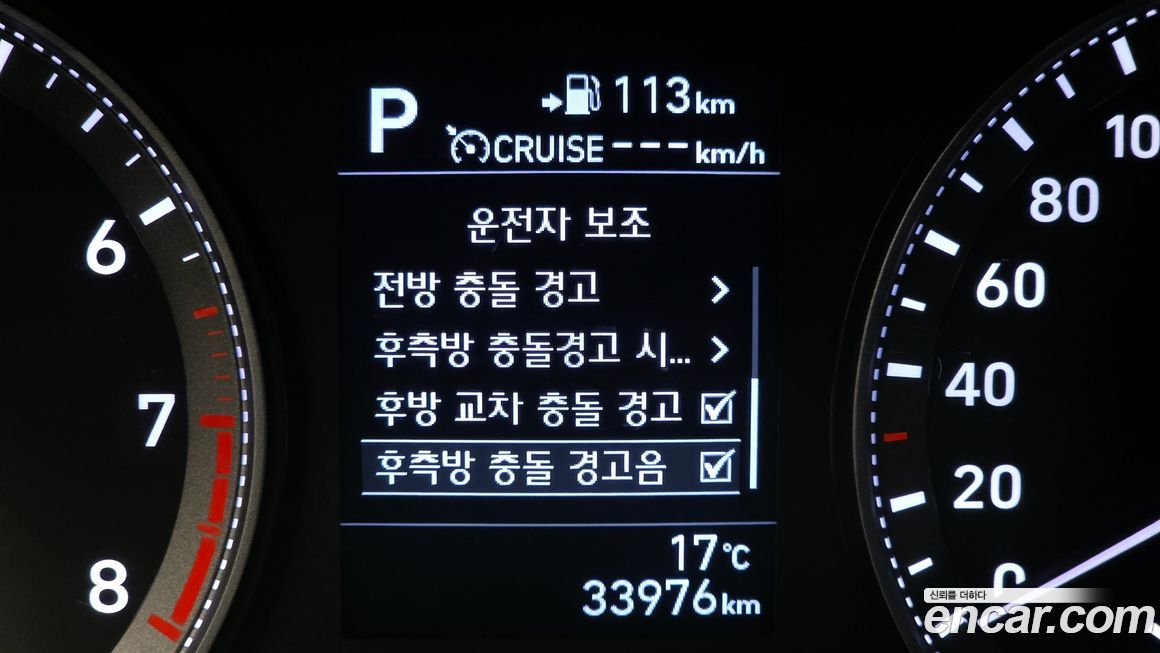 P
113km
CRUISE---km/h
운전자 보조
전방 충돌 경고
후측방 충돌경고 시...
후방 교차 충돌 경고
후측방 충돌 경고음
17℃
33976km
6
7
8
10
80
60
40
20
0
신뢰를 더하다
encar.com